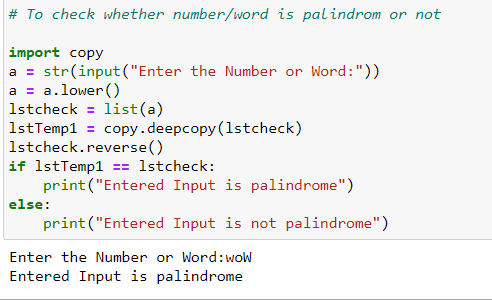 # To check whether number/word is palindrom or not
import copy
a = str(input("Enter the Number or Word:"))
a = a.lower()
lstcheck = list(a)
lstTemp1 = copy.deepcopy(lstcheck)
lstcheck.reverse()
if lstTemp1 == lstcheck:
    print("Entered Input is palindrome")
else:
    print("Entered Input is not palindrome")
Enter the Number or Word:woW
Entered Input is palindrome